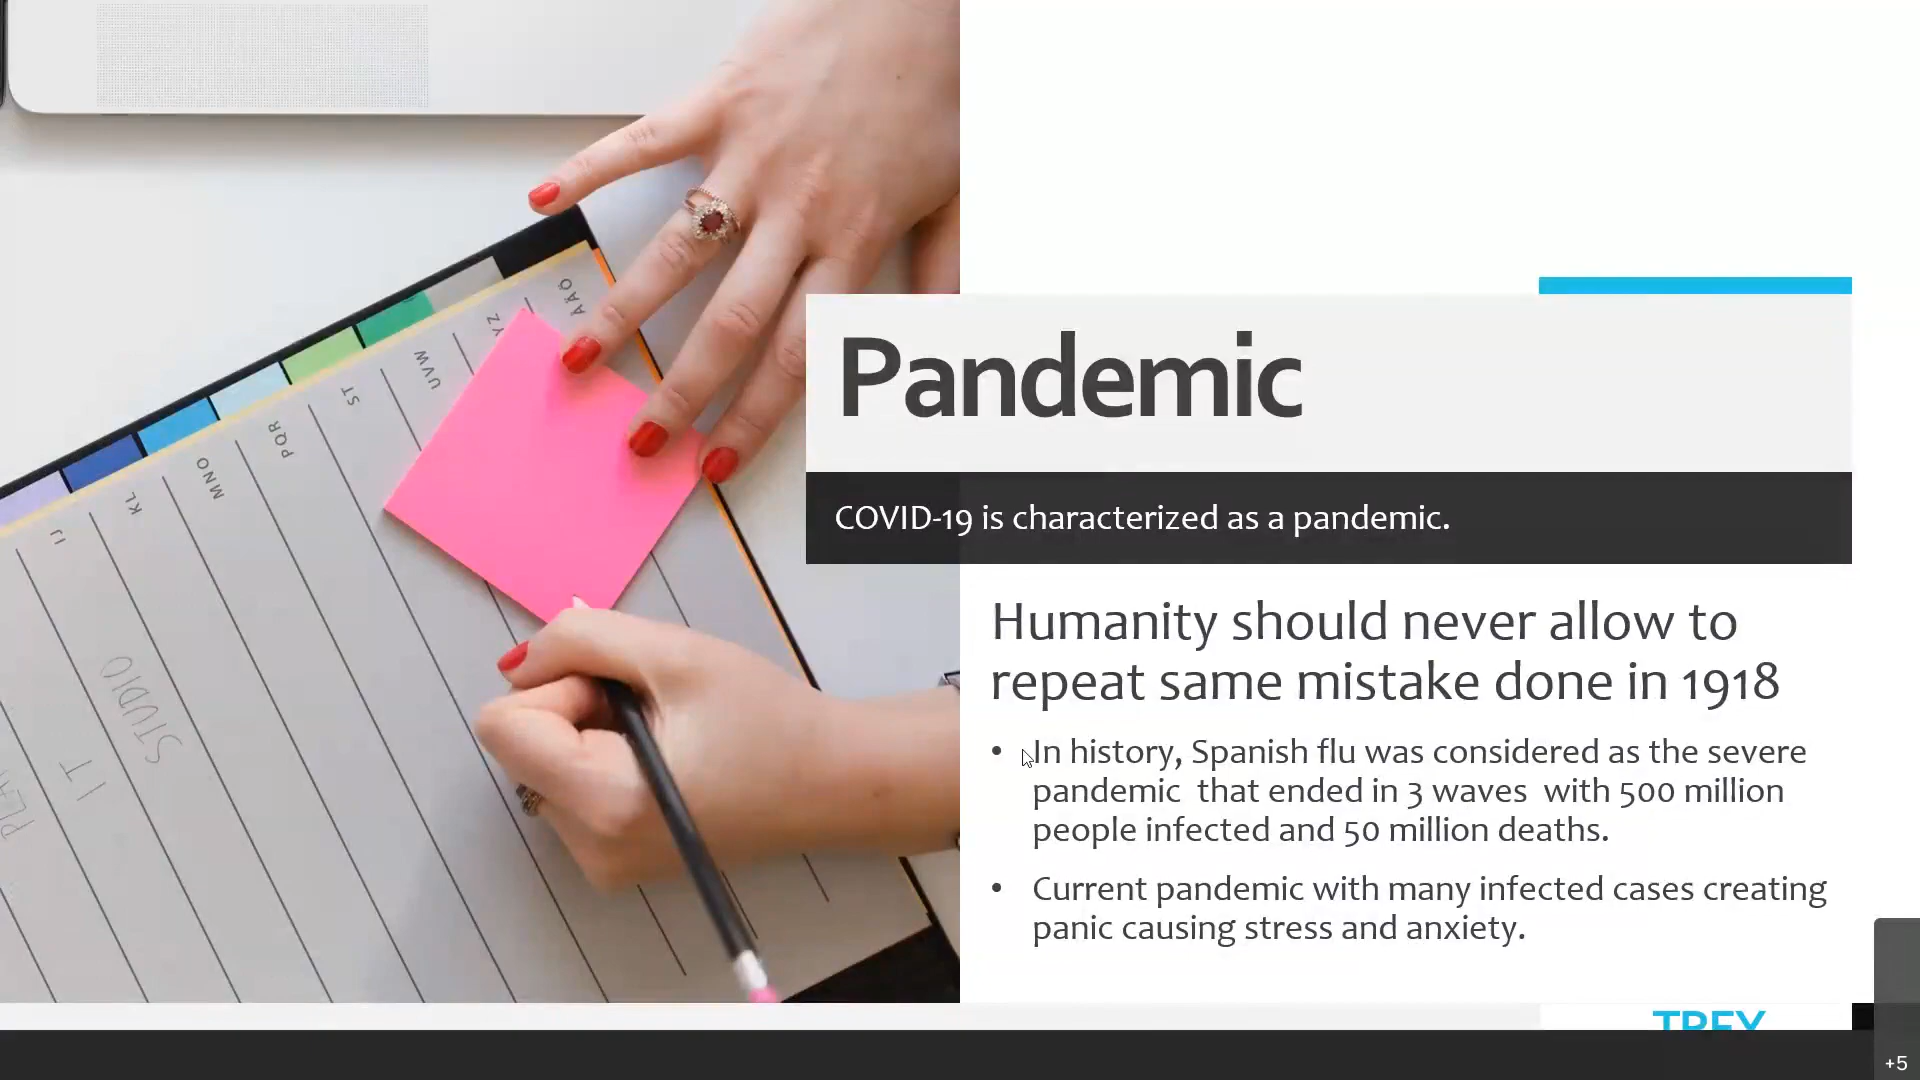 Pandemic
COVID-19 is characterized as a pandemic.
Humanity should never allow to
repeat same mistake done in 1918
• In history, Spanish flu was considered as the severe
pandemic that ended in 3 waves with 500 million
people infected and 50 million deaths.
• Current pandemic with many infected cases creating
panic causing stress and anxiety.
TREY
+5
ÅÄÖ
YZ
UVW
ST
PQR
MNO
KL
IJ
STUDIO
IT